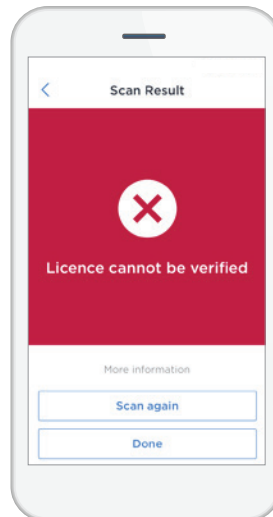 Scan Result
Licence cannot be verified
More information
Scan again
Done